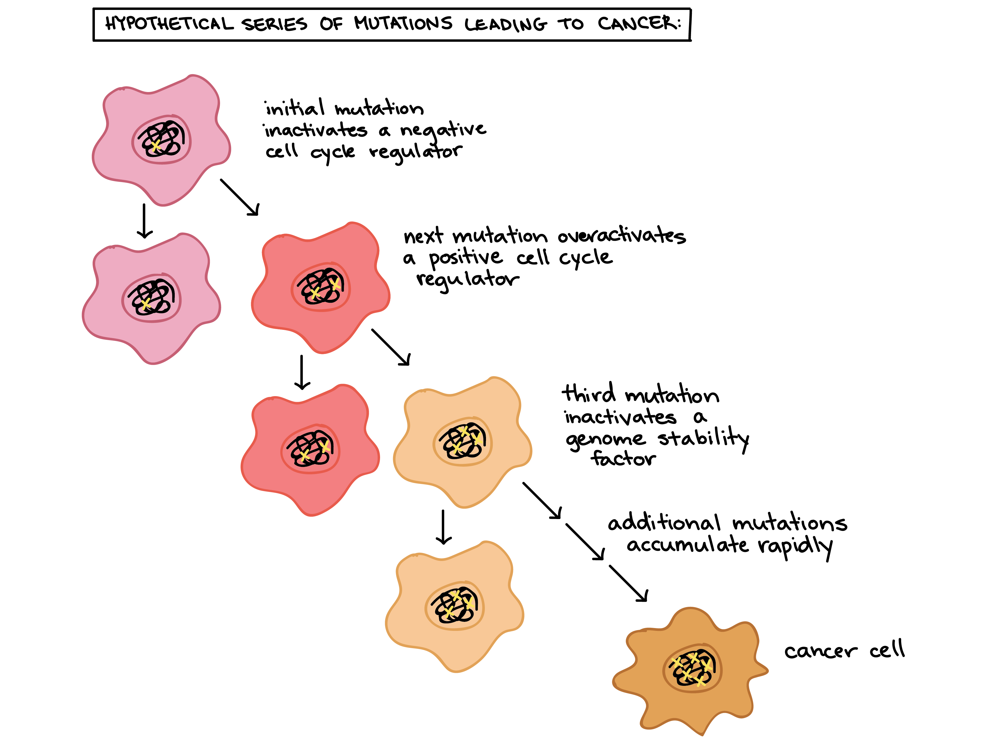 HYPOTHETICAL SERIES OF MUTATIONS LEADING TO CANCER:
initial mutation
inactivates a negative
cell cycle regulator
next mutation overactivates
a positive cell cycle
regulator
third mutation
inactivates a
genome stability
factor
additional mutations
accumulate rapidly
cancer cell